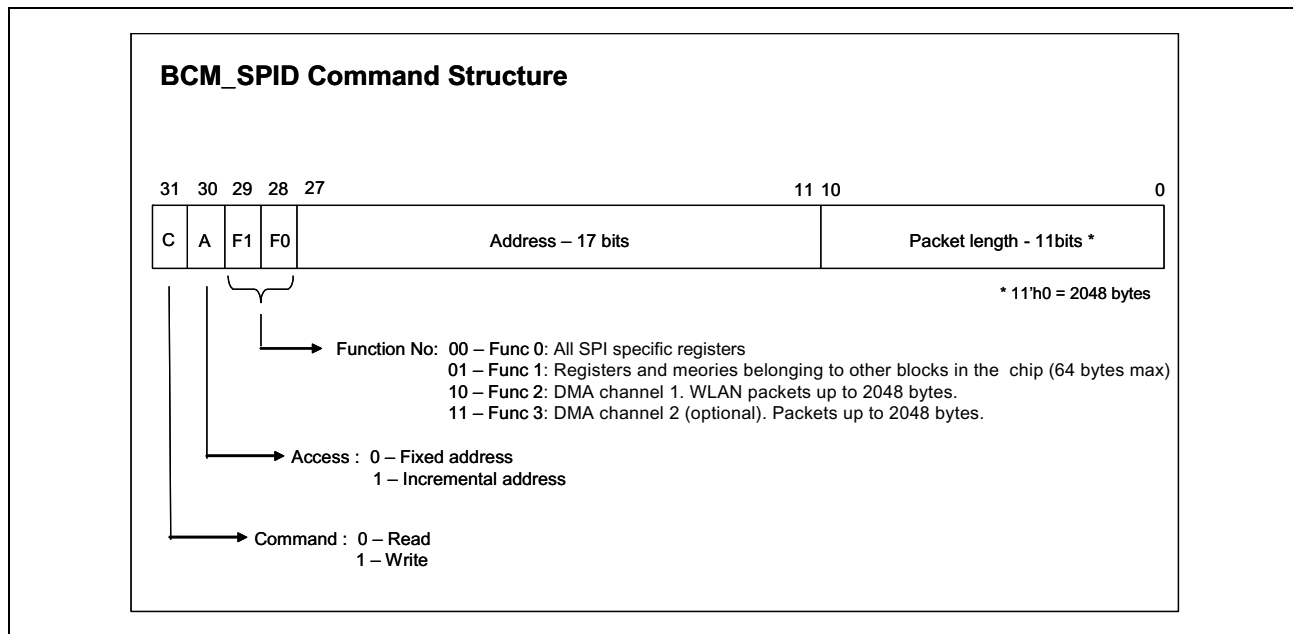 BCM_SPID Command Structure
31 30 29 28 27 11 10 0
C A F1 F0 Address – 17 bits Packet length - 11bits *
* 11'h0 = 2048 bytes
Function No: 00 – Func 0: All SPI specific registers
01 – Func 1: Registers and meories belonging to other blocks in the chip (64 bytes max)
10 – Func 2: DMA channel 1. WLAN packets up to 2048 bytes.
11 – Func 3: DMA channel 2 (optional). Packets up to 2048 bytes.
Access : 0 – Fixed address
1 – Incremental address
Command : 0 – Read
1 – Write